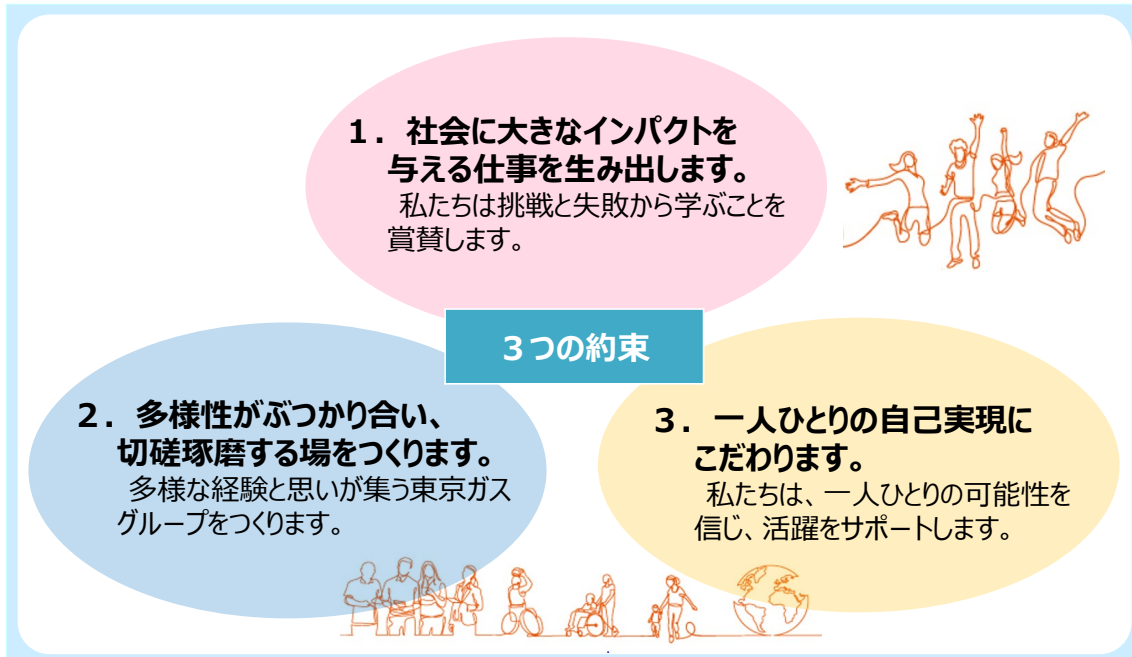 1．社会に大きなインパクトを
与える仕事を生み出します。
私たちは挑戦と失敗から学ぶことを
賞賛します。
3つの約束
2．多様性がぶつかり合い、
切磋琢磨する場をつくります。
多様な経験と思いが集う東京ガス
グループをつくります。
3．一人ひとりの自己実現に
こだわります。
私たちは、一人ひとりの可能性を
信じ、活躍をサポートします。